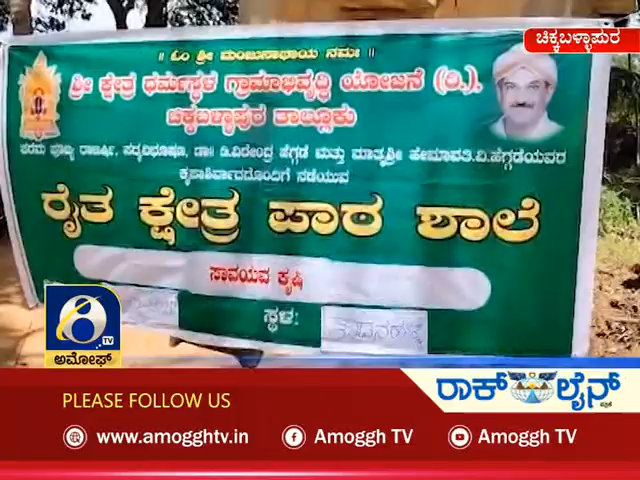 ಚಿಕ್ಕಬಳ್ಳಾಪುರ
|| ಓಂ ಶ್ರೀ ಮಂಜುನಾಥಾಯ ನಮಃ ||
ಶ್ರೀ ಕ್ಷೇತ್ರ ಧರ್ಮಸ್ಥಳ ಗ್ರಾಮಾಭಿವೃದ್ಧಿ ಯೋಜನೆ (ರಿ.),
ಚಿಕ್ಕಬಳ್ಳಾಪುರ ತಾಲ್ಲೂಕು
ಪರಮ ಪೂಜ್ಯ ರಾಜರ್ಷಿ, ಪದ್ಮವಿಭೂಷಣ, ಡಾ|| ಡಿ.ವೀರೇಂದ್ರ ಹೆಗ್ಗಡೆ ಮತ್ತು ಮಾತೃಶ್ರೀ ಹೇಮಾವತಿ.ವಿ.ಹೆಗ್ಗಡೆಯವರ
ಕೃಪಾಶೀರ್ವಾದದೊಂದಿಗೆ ನಡೆಯುವ
ರೈತ ಕ್ಷೇತ್ರ ಪಾಠ ಶಾಲೆ
ಸಾವಯವ ಕೃಷಿ
ಸ್ಥಳ:
TV
ಅಮೋಘ್
ರಾಕ್ ಲೈನ್
PLEASE FOLLOW US
www.amogghtv.in
Amoggh TV
Amoggh TV